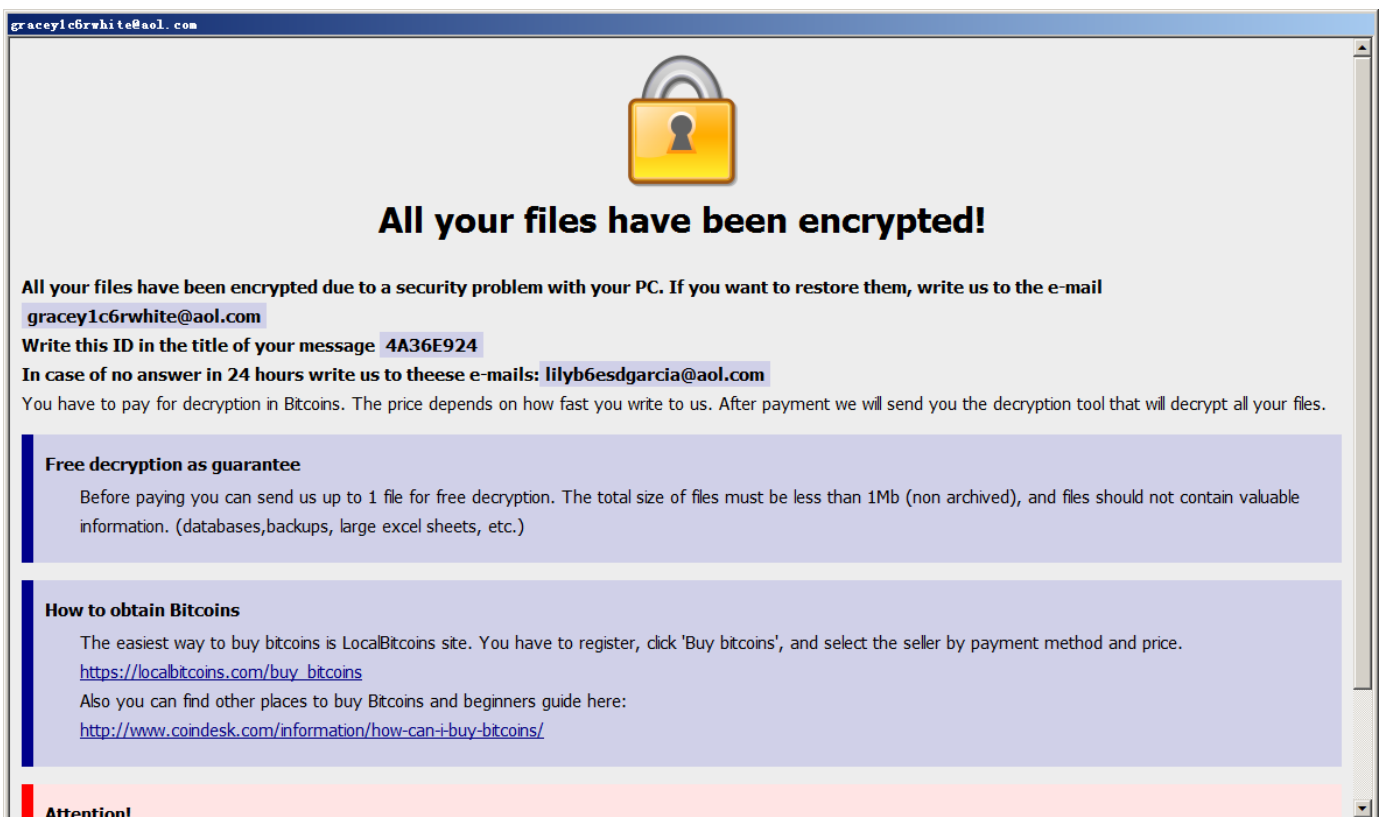 gracey1c6rwhite@aol.com
All your files have been encrypted!
All your files have been encrypted due to a security problem with your PC. If you want to restore them, write us to the e-mail
gracey1c6rwhite@aol.com
Write this ID in the title of your message 4A36E924
In case of no answer in 24 hours write us to theese e-mails: lilyb6esdgarcia@aol.com
You have to pay for decryption in Bitcoins. The price depends on how fast you write to us. After payment we will send you the decryption tool that will decrypt all your files.
Free decryption as guarantee
Before paying you can send us up to 1 file for free decryption. The total size of files must be less than 1Mb (non archived), and files should not contain valuable
information. (databases,backups, large excel sheets, etc.)
How to obtain Bitcoins
The easiest way to buy bitcoins is LocalBitcoins site. You have to register, click 'Buy bitcoins', and select the seller by payment method and price.
https://localbitcoins.com/buy_bitcoins
Also you can find other places to buy Bitcoins and beginners guide here:
http://www.coindesk.com/information/how-can-i-buy-bitcoins/
Attention!